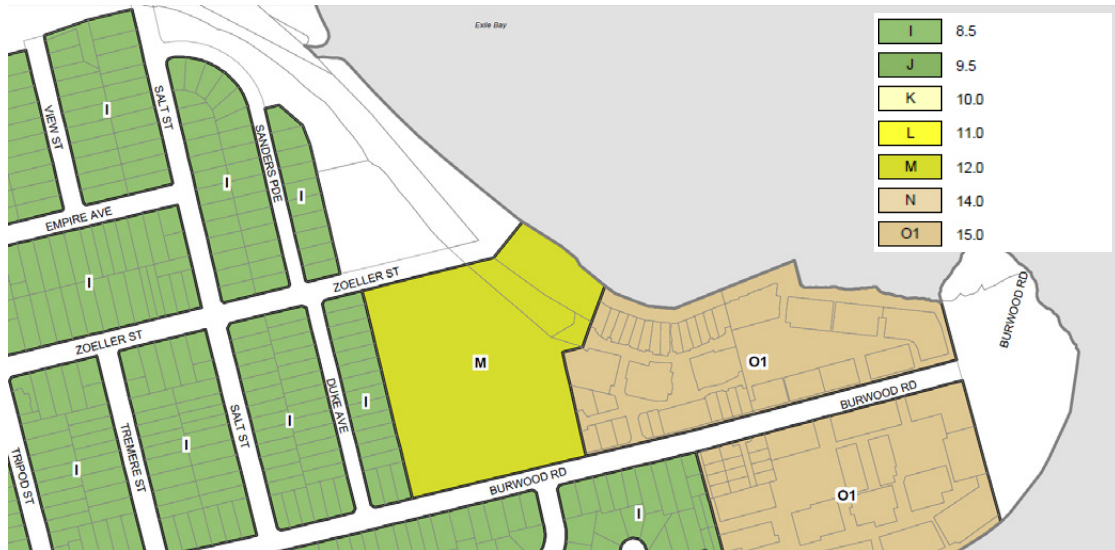 Exile Bay
I 8.5
J 9.5
K 10.0
L 11.0
M 12.0
N 14.0
O1 15.0
VIEW ST
I
SALT ST
SANDERS PDE
I
I
EMPIRE AVE
I
ZOELLER ST
ZOELLER ST
BURWOOD RD
M
O1
BURWOOD RD
DUKE AVE
I
I
SALT ST
I
TREMERE ST
I
TRIPOD ST
BURWOOD RD
O1
I